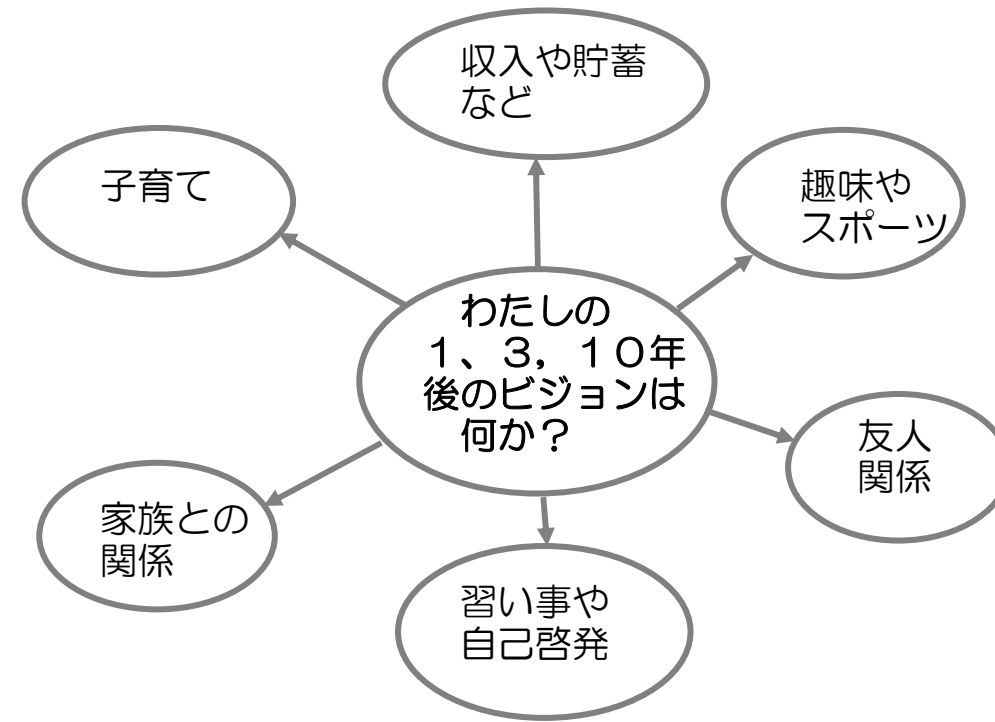 収入や貯蓄
など
子育て
趣味や
スポーツ
わたしの
１、３，１０年
後のビジョンは
何か？
友人
関係
家族との
関係
習い事や
自己啓発